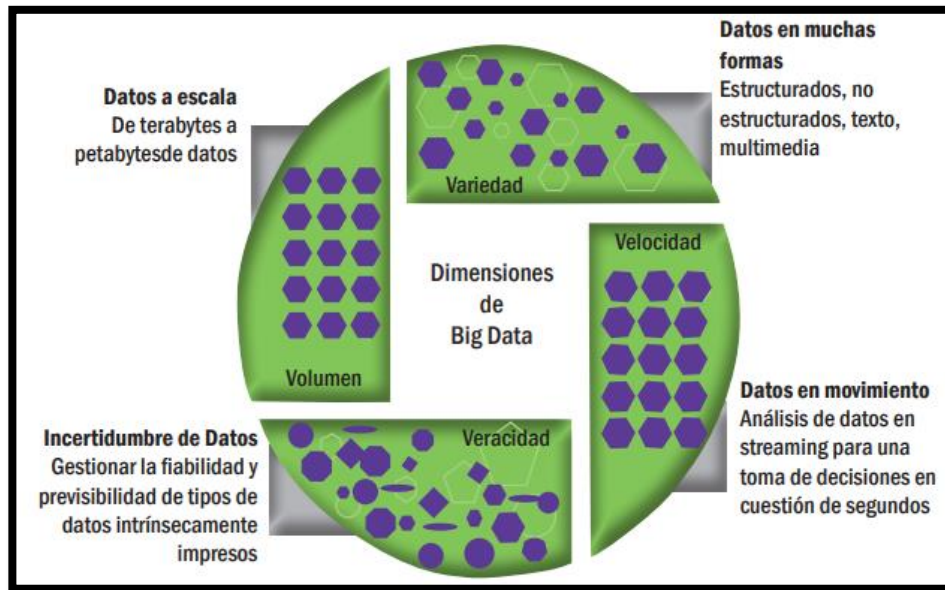 Datos a escala
De terabytes a
petabytesde datos
Volumen
Datos en muchas
formas
Estructurados, no
estructurados, texto,
multimedia
Variedad
Dimensiones
de
Big Data
Velocidad
Datos en movimiento
Análisis de datos en
streaming para una
toma de decisiones en
cuestión de segundos
Incertidumbre de Datos
Gestionar la fiabilidad y
previsibilidad de tipos de
datos intrínsecamente
impresos
Veracidad